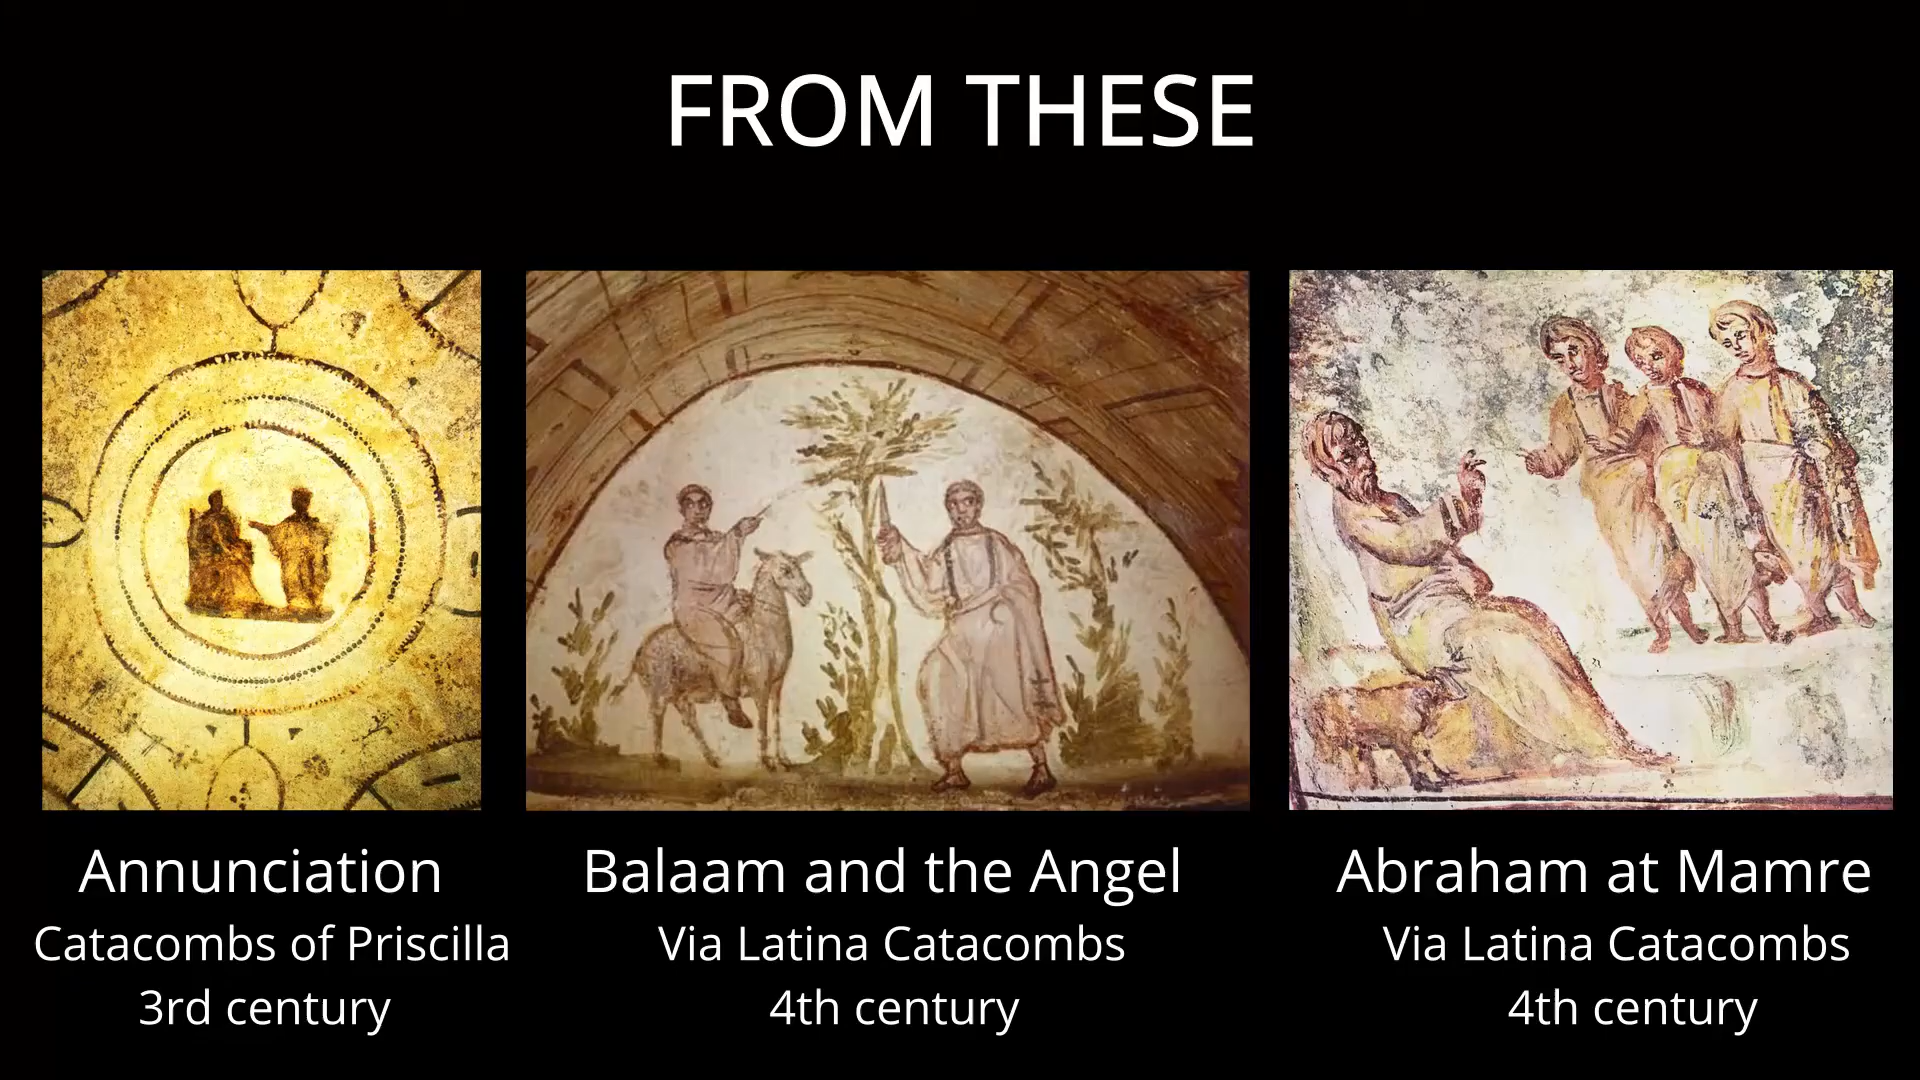 FROM THESE
Annunciation
Catacombs of Priscilla
3rd century
Balaam and the Angel
Via Latina Catacombs
4th century
Abraham at Mamre
Via Latina Catacombs
4th century